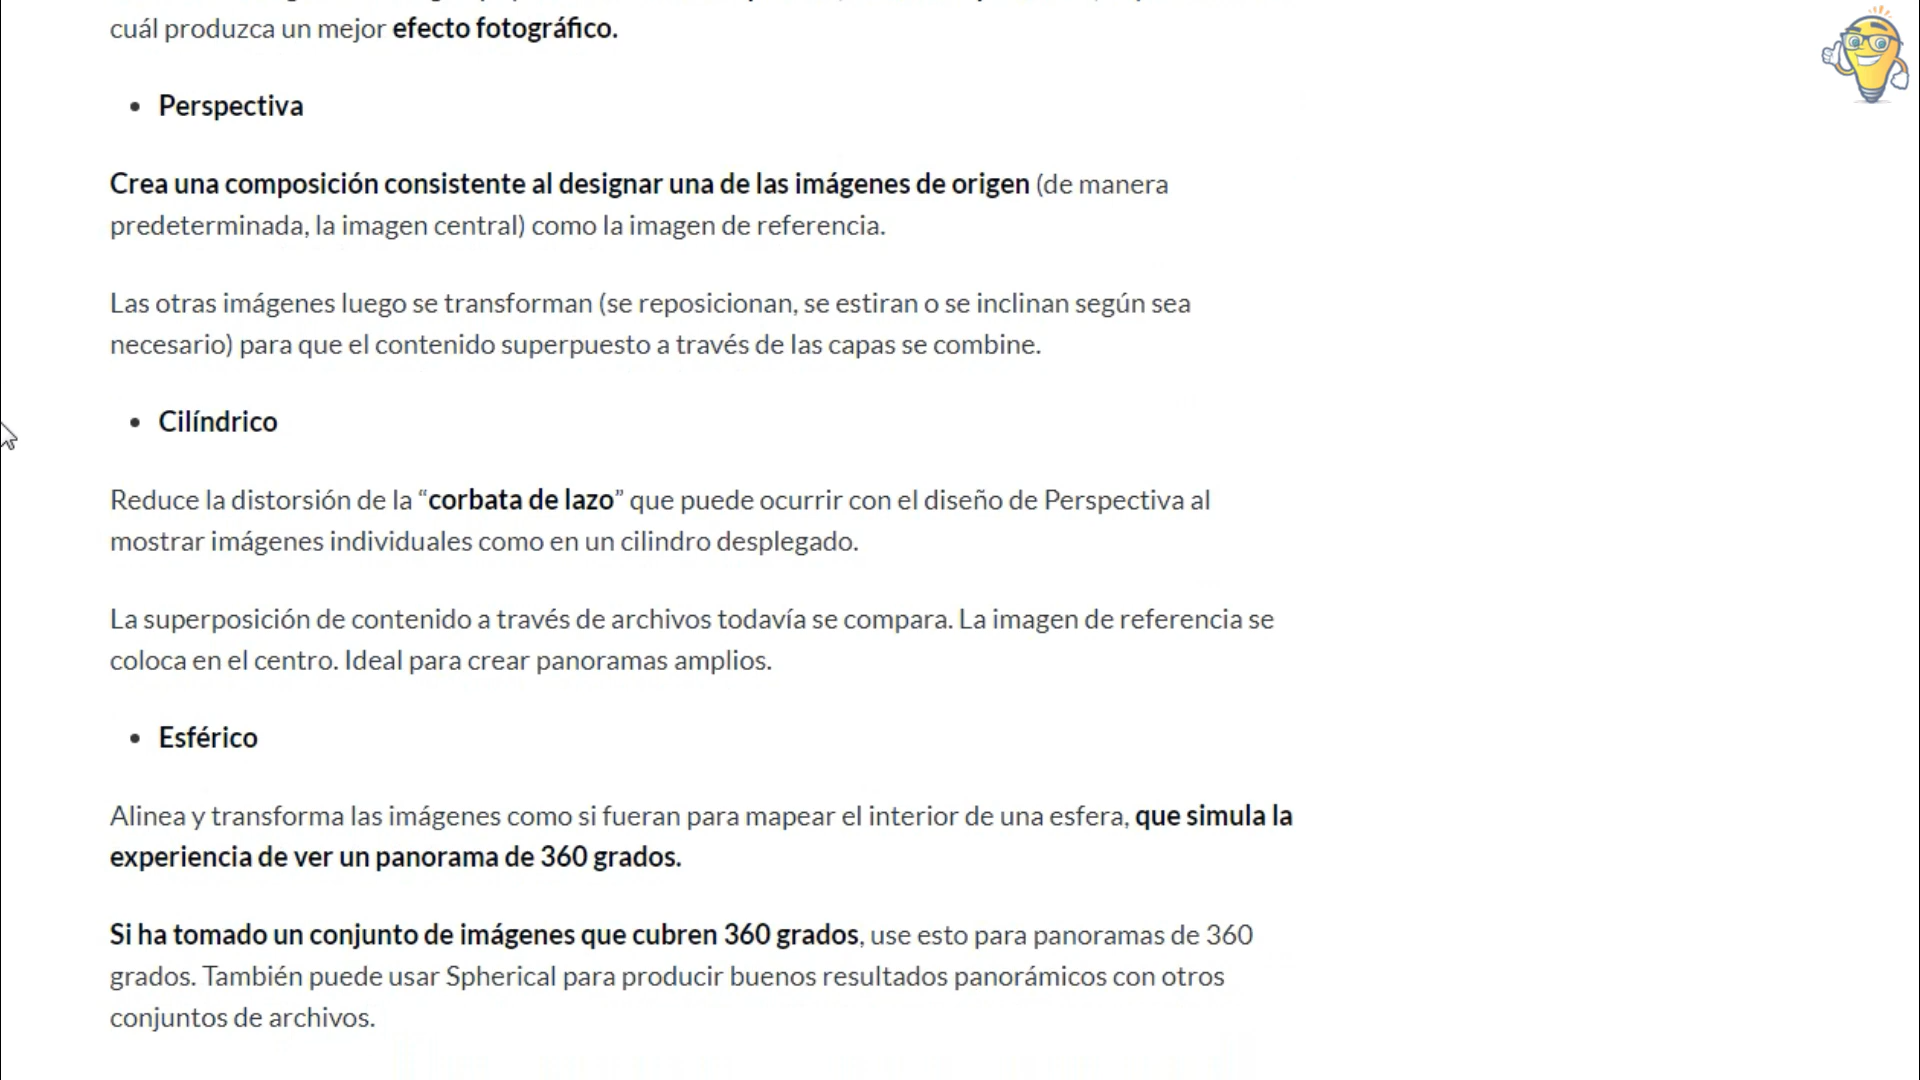 cuál produzca un mejor efecto fotográfico.
• Perspectiva
Crea una composición consistente al designar una de las imágenes de origen (de manera
predeterminada, la imagen central) como la imagen de referencia.
Las otras imágenes luego se transforman (se reposicionan, se estiran o se inclinan según sea
necesario) para que el contenido superpuesto a través de las capas se combine.
• Cilíndrico
Reduce la distorsión de la “corbata de lazo” que puede ocurrir con el diseño de Perspectiva al
mostrar imágenes individuales como en un cilindro desplegado.
La superposición de contenido a través de archivos todavía se compara. La imagen de referencia se
coloca en el centro. Ideal para crear panoramas amplios.
• Esférico
Alinea y transforma las imágenes como si fueran para mapear el interior de una esfera, que simula la
experiencia de ver un panorama de 360 grados.
Si ha tomado un conjunto de imágenes que cubren 360 grados, use esto para panoramas de 360
grados. También puede usar Spherical para producir buenos resultados panorámicos con otros
conjuntos de archivos.